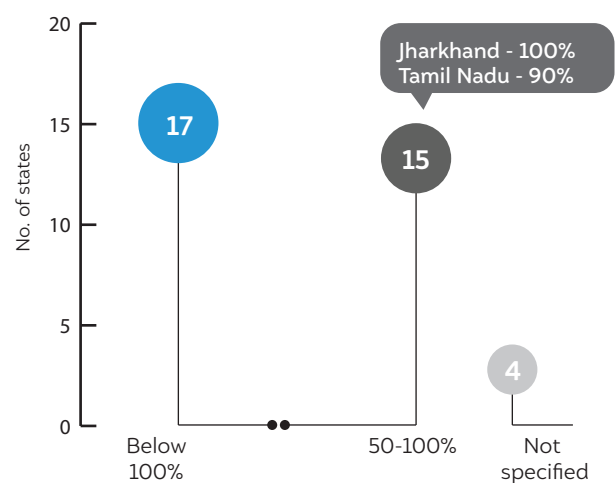 20
Jharkhand - 100%
Tamil Nadu - 90%
17
15
15
No. of states
10
5
4
0
Below
100%
50-100%
Not
specified